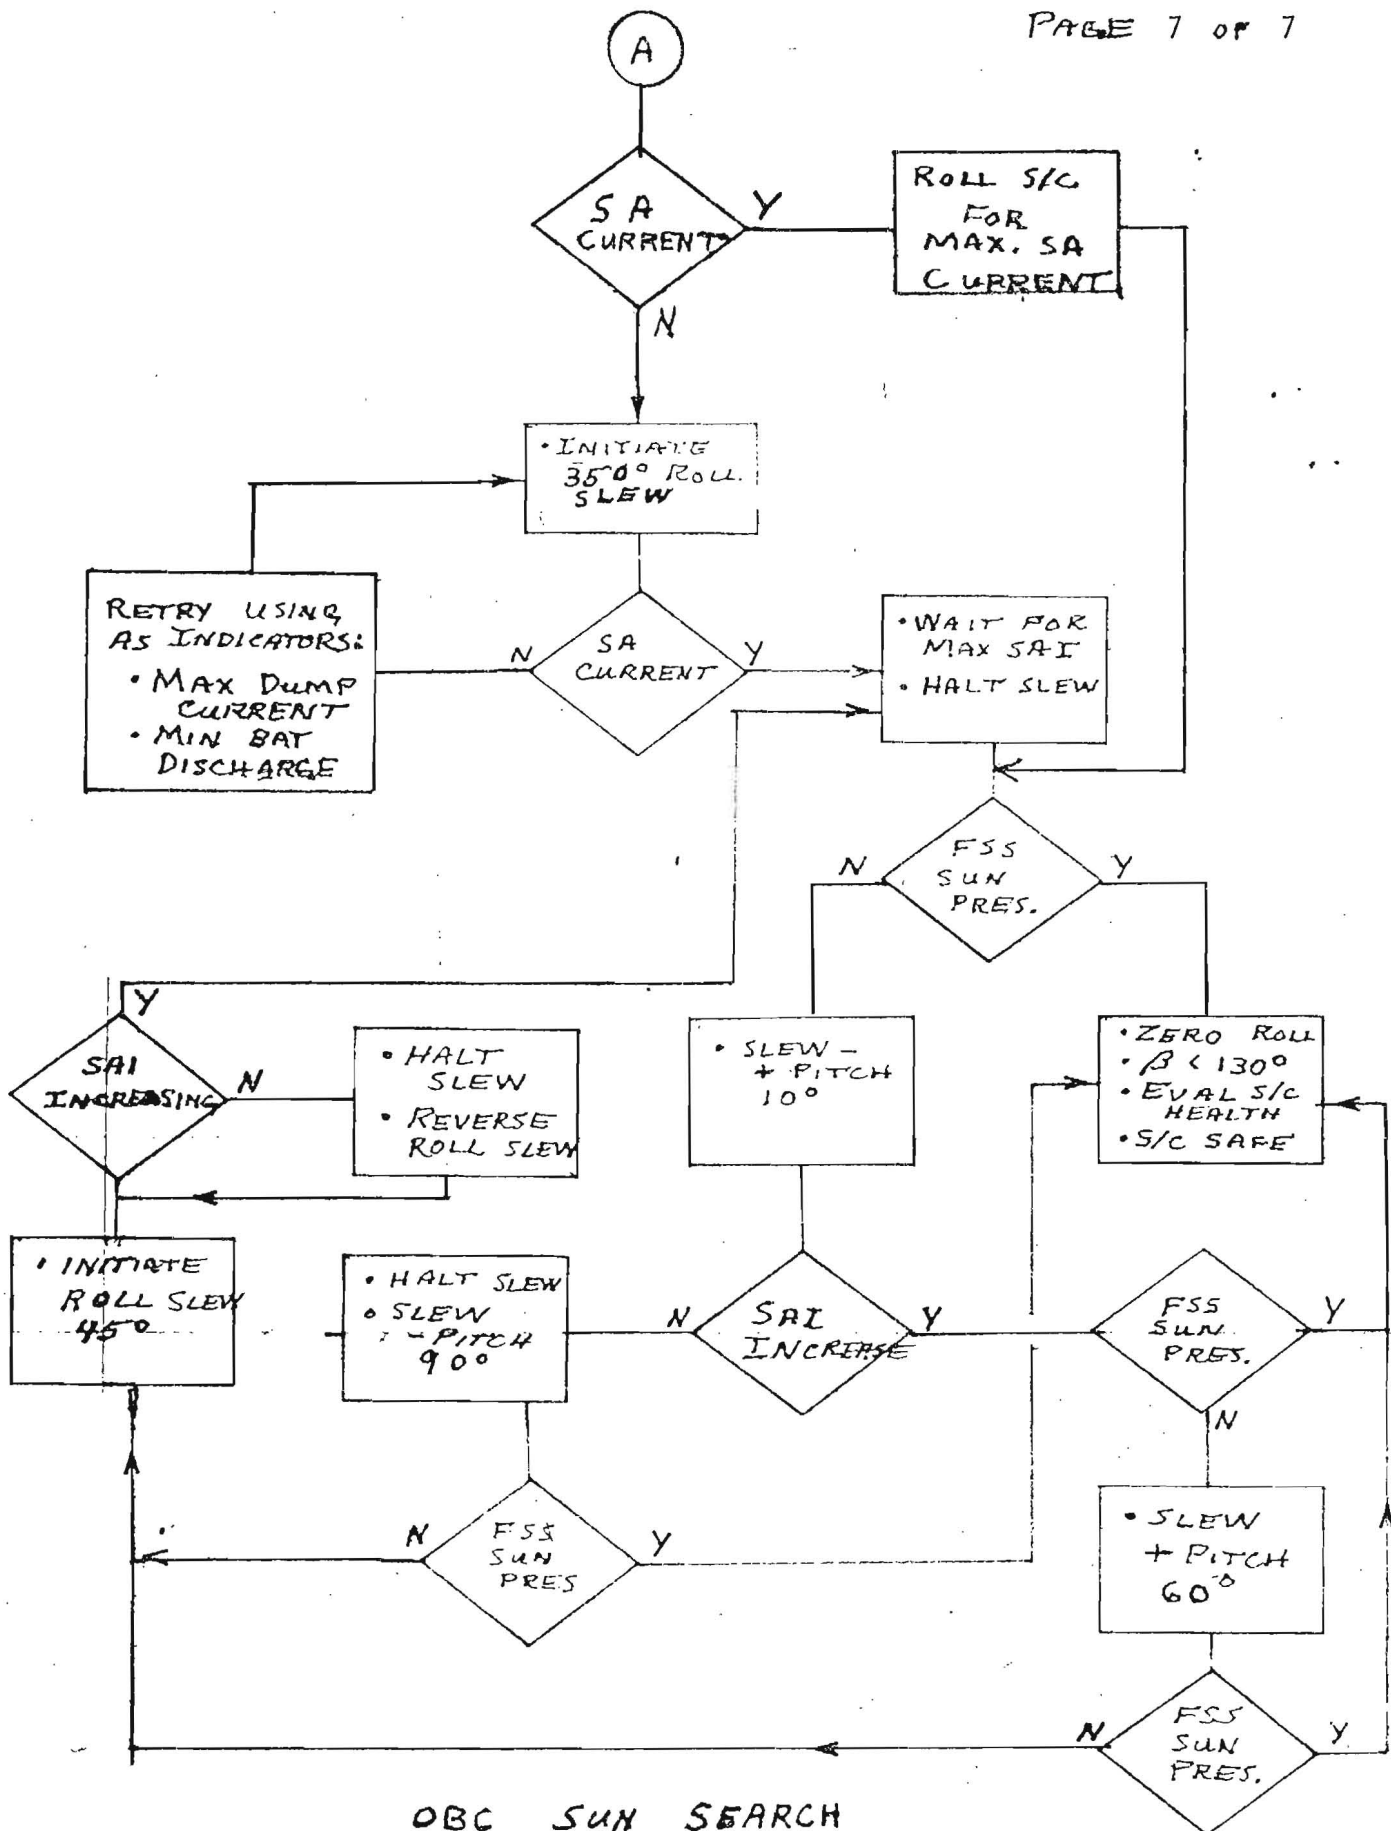 PAGE 7 OF 7
A
SA
CURRENT
Y
N
ROLL S/C
FOR
MAX. SA
CURRENT
• INITIATE
350° ROLL
SLEW
RETRY USING
AS INDICATORS:
• MAX DUMP
CURRENT
• MIN BAT
DISCHARGE
N
SA
CURRENT
Y
• WAIT FOR
MAX SAI
• HALT SLEW
N
FSS
SUN
PRES.
Y
Y
SAI
INCREASING
N
• HALT
SLEW
• REVERSE
ROLL SLEW
• SLEW -
+ PITCH
10°
• ZERO ROLL
• β < 130°
• EVAL S/C
HEALTH
• S/C SAFE
• INITIATE
ROLL SLEW
45°
• HALT SLEW
• SLEW
- PITCH
90°
N
SAI
INCREASE
Y
FSS
SUN
PRES.
Y
N
N
FSS
SUN
PRES
Y
• SLEW
+ PITCH
60°
N
FSS
SUN
PRES.
Y
OBC SUN SEARCH